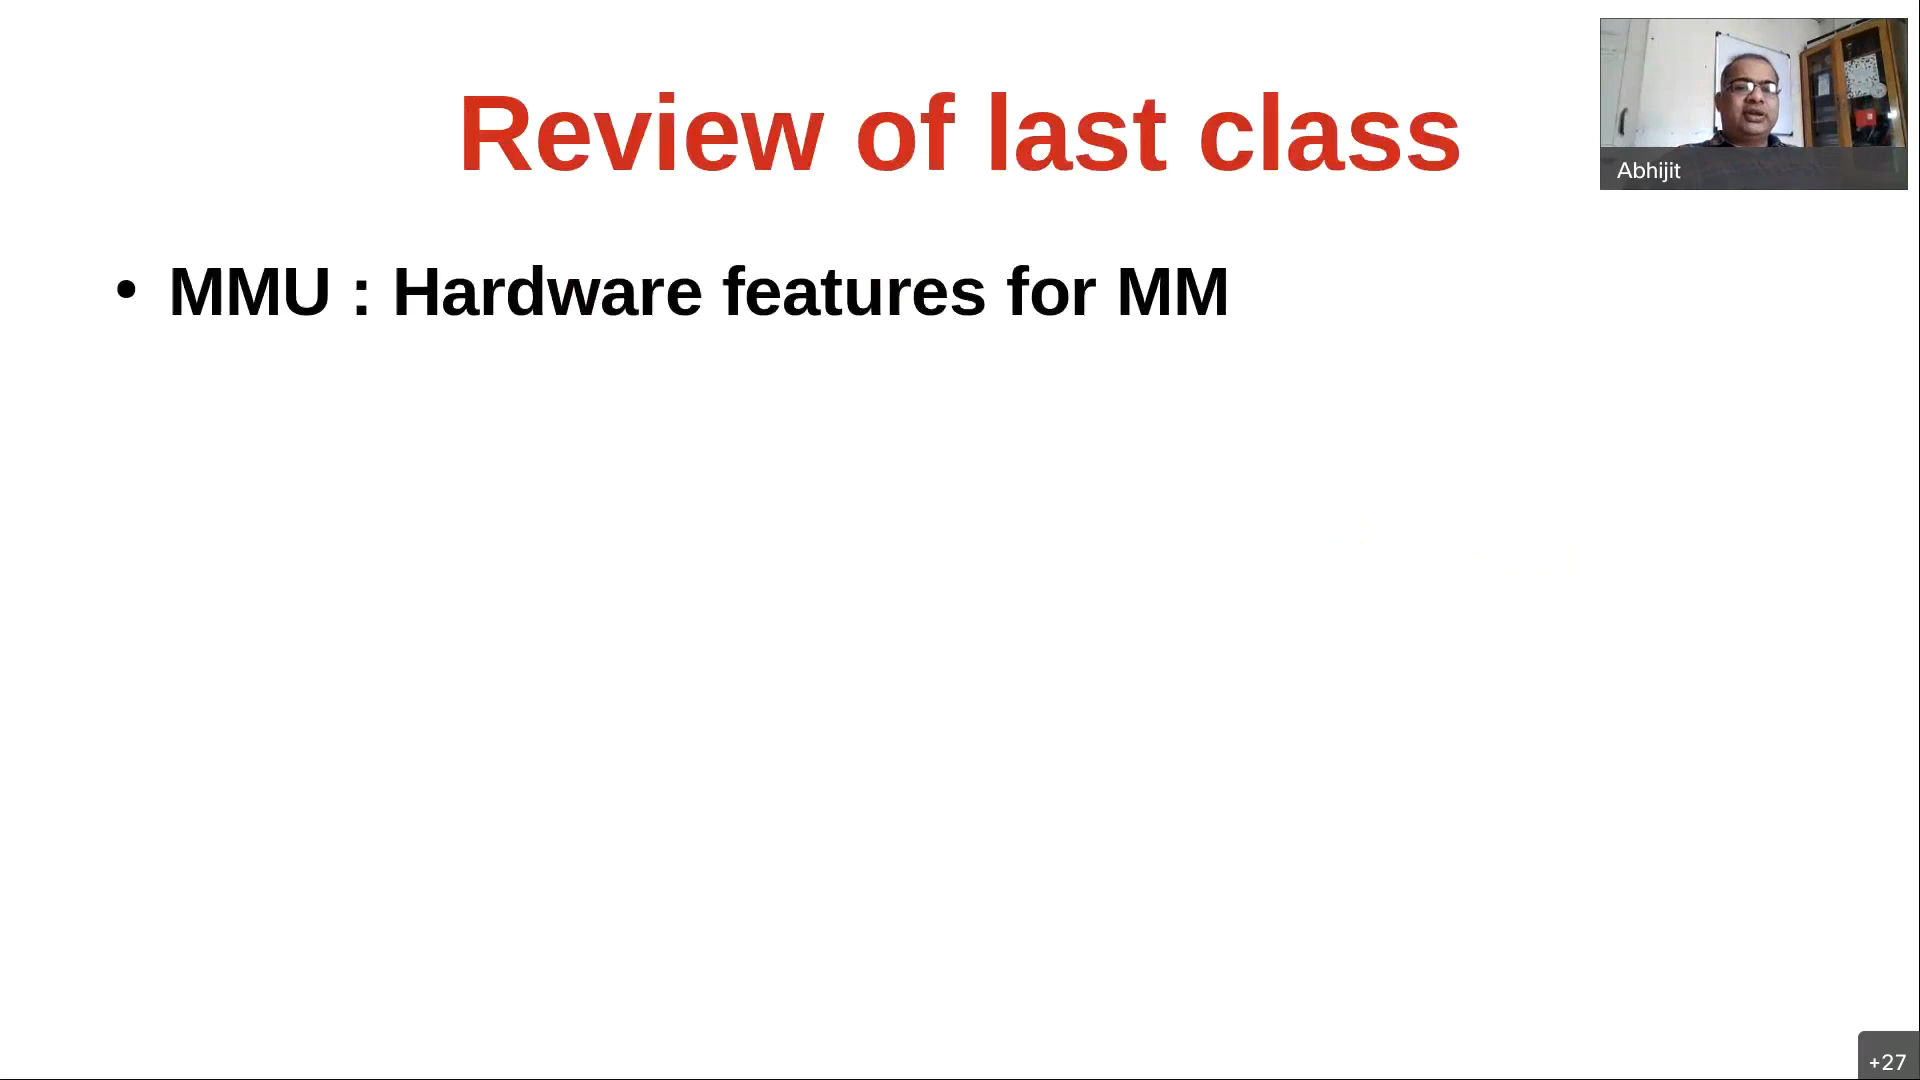 Review of last class
Abhijit
• MMU : Hardware features for MM
+27